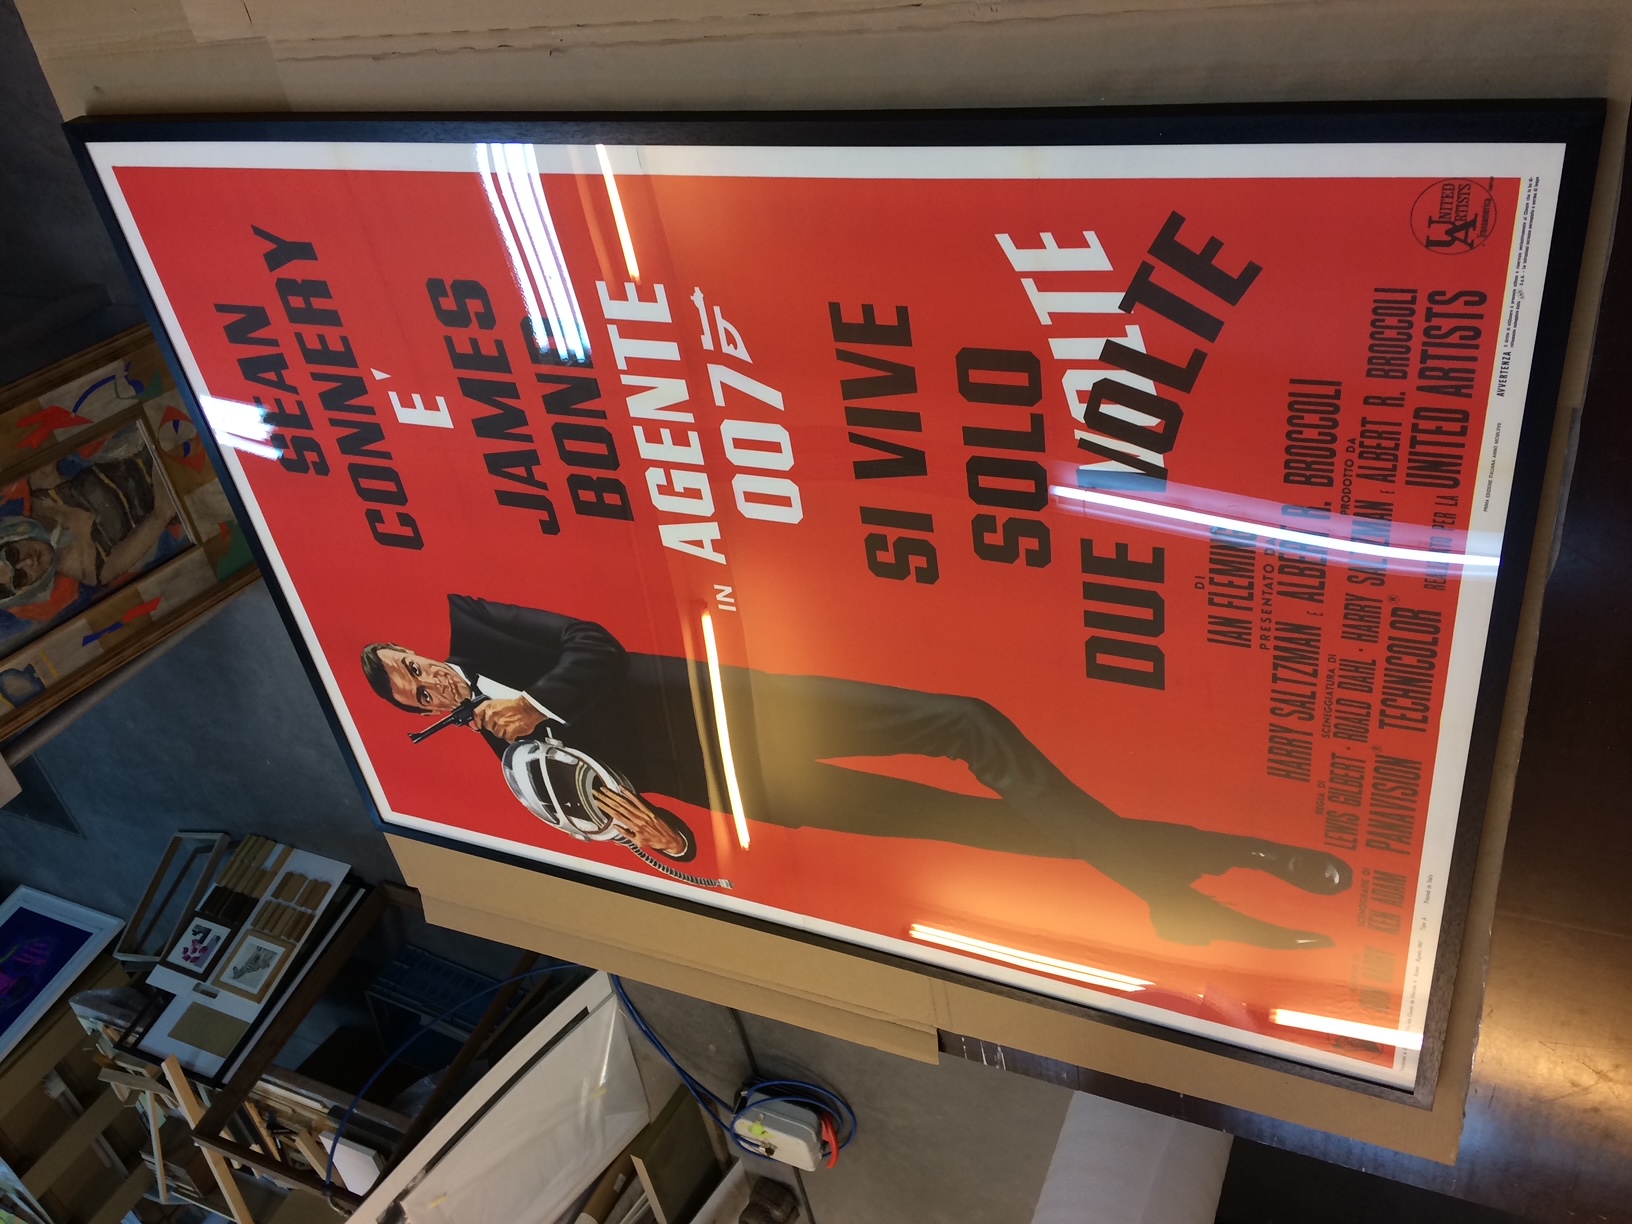 SEAN
CONNERY
E'
JAMES
BOND
IN AGENTE
007
SI VIVE
SOLO
DUE VOLTE
VOLTE
DI
IAN FLEMING
PRESENTATO DA
HARRY SALTZMAN E ALBERT R. BROCCOLI
REGIA DI SCENEGGIATURA DI PRODOTTO DA
LEWIS GILBERT · ROALD DAHL · HARRY SALTZMAN E ALBERT R. BROCCOLI
SCENOGRAFIE DI
KEN ADAM PANAVISION® TECHNICOLOR® PER LA UNITED ARTISTS
UNITED
ARTISTS
Transamerica
Printed in Italy
PRIMA EDIZIONE ITALIANA ANNO MCMLXVII
AVVERTENZA